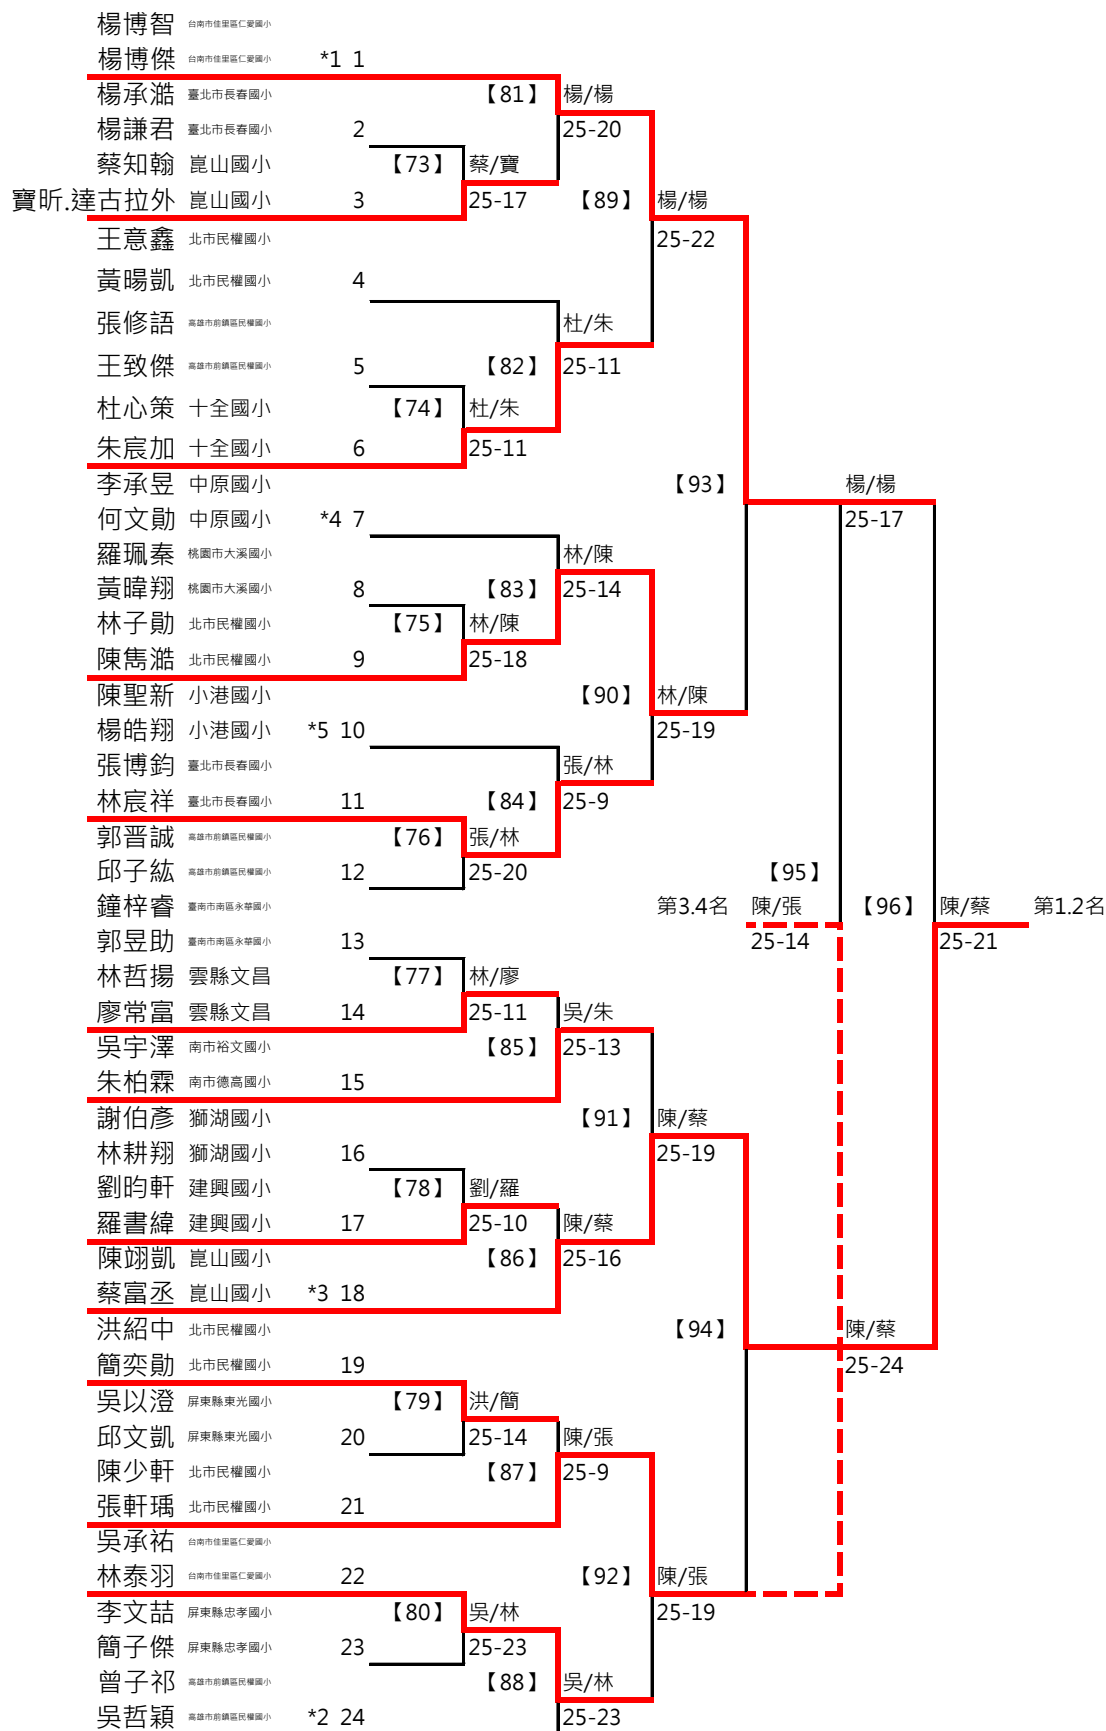 楊博智 台南市佳里區仁愛國小
楊博傑 台南市佳里區仁愛國小 *1 1
楊承澔 臺北市長春國小 【81】 楊/楊
楊謙君 臺北市長春國小 2 25-20
蔡知翰 崑山國小 【73】 蔡/寶
寶昕.達古拉外 崑山國小 3 25-17 【89】 楊/楊
王意鑫 北市民權國小 25-22
黃暘凱 北市民權國小 4
張修語 高雄市前鎮區民權國小 杜/朱
王致傑 高雄市前鎮區民權國小 5 【82】 25-11
杜心策 十全國小 【74】 杜/朱
朱宸加 十全國小 6 25-11
李承昱 中原國小 【93】 楊/楊
何文勛 中原國小 *4 7 25-17
羅珮秦 桃園市大溪國小 林/陳
黃暐翔 桃園市大溪國小 8 【83】 25-14
林子勛 北市民權國小 【75】 林/陳
陳雋澔 北市民權國小 9 25-18
陳聖新 小港國小 【90】 林/陳
楊皓翔 小港國小 *5 10 25-19
張博鈞 臺北市長春國小 張/林
林宸祥 臺北市長春國小 11 【84】 25-9
郭晋誠 高雄市前鎮區民權國小 【76】 張/林
邱子紘 高雄市前鎮區民權國小 12 25-20 【95】
鐘梓睿 臺南市南區永華國小 第3.4名 陳/張 【96】 陳/蔡 第1.2名
郭昱助 臺南市南區永華國小 13 25-14 25-21
林哲揚 雲縣文昌 【77】 林/廖
廖常富 雲縣文昌 14 25-11 吳/朱
吳宇澤 南市裕文國小 【85】 25-13
朱柏霖 南市德高國小 15
謝伯彥 獅湖國小 【91】 陳/蔡
林耕翔 獅湖國小 16 25-19
劉昀軒 建興國小 【78】 劉/羅
羅書緯 建興國小 17 25-10 陳/蔡
陳翊凱 崑山國小 【86】 25-16
蔡富丞 崑山國小 *3 18
洪紹中 北市民權國小 【94】 陳/蔡
簡奕勛 北市民權國小 19 25-24
吳以澄 屏東縣東光國小 【79】 洪/簡
邱文凱 屏東縣東光國小 20 25-14 陳/張
陳少軒 北市民權國小 【87】 25-9
張軒瑀 北市民權國小 21
吳承祐 台南市佳里區仁愛國小
林泰羽 台南市佳里區仁愛國小 22 【92】 陳/張
李文喆 屏東縣忠孝國小 【80】 吳/林 25-19
簡子傑 屏東縣忠孝國小 23 25-23
曾子祁 高雄市前鎮區民權國小 【88】 吳/林
吳哲穎 高雄市前鎮區民權國小 *2 24 25-23